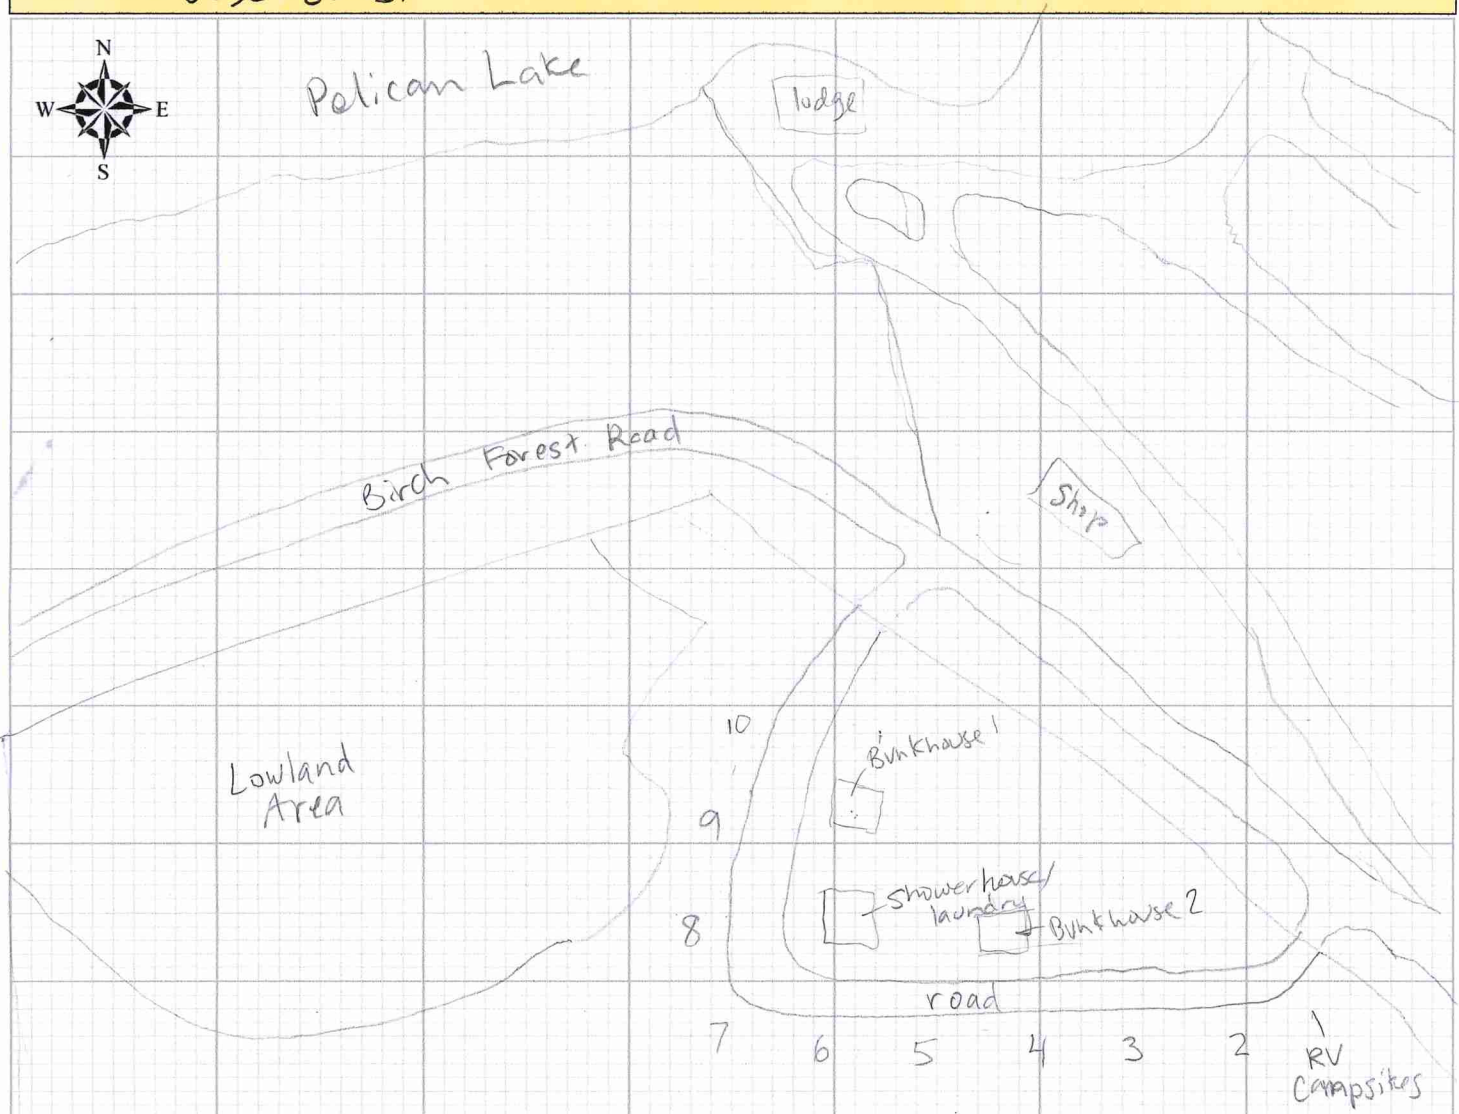 N
W E
S
Pelican Lake
lodge
Birch Forest Road
Shop
Lowland
Area
10
Bunkhouse 1
9
Showerhouse/
laundry
Bunkhouse 2
8
road
7 6 5 4 3 2 \
RV
Campsites